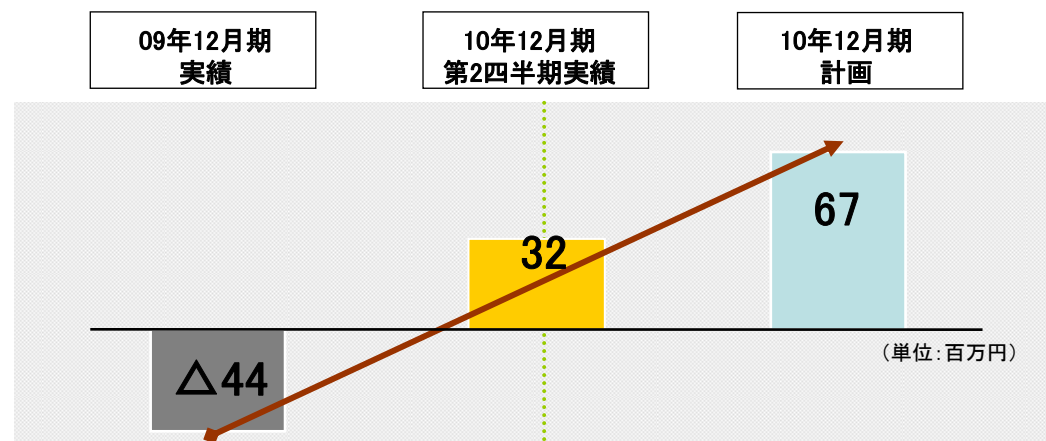 09年12月期
実績
10年12月期
第2四半期実績
10年12月期
計画
67
32
△44
(単位:百万円)